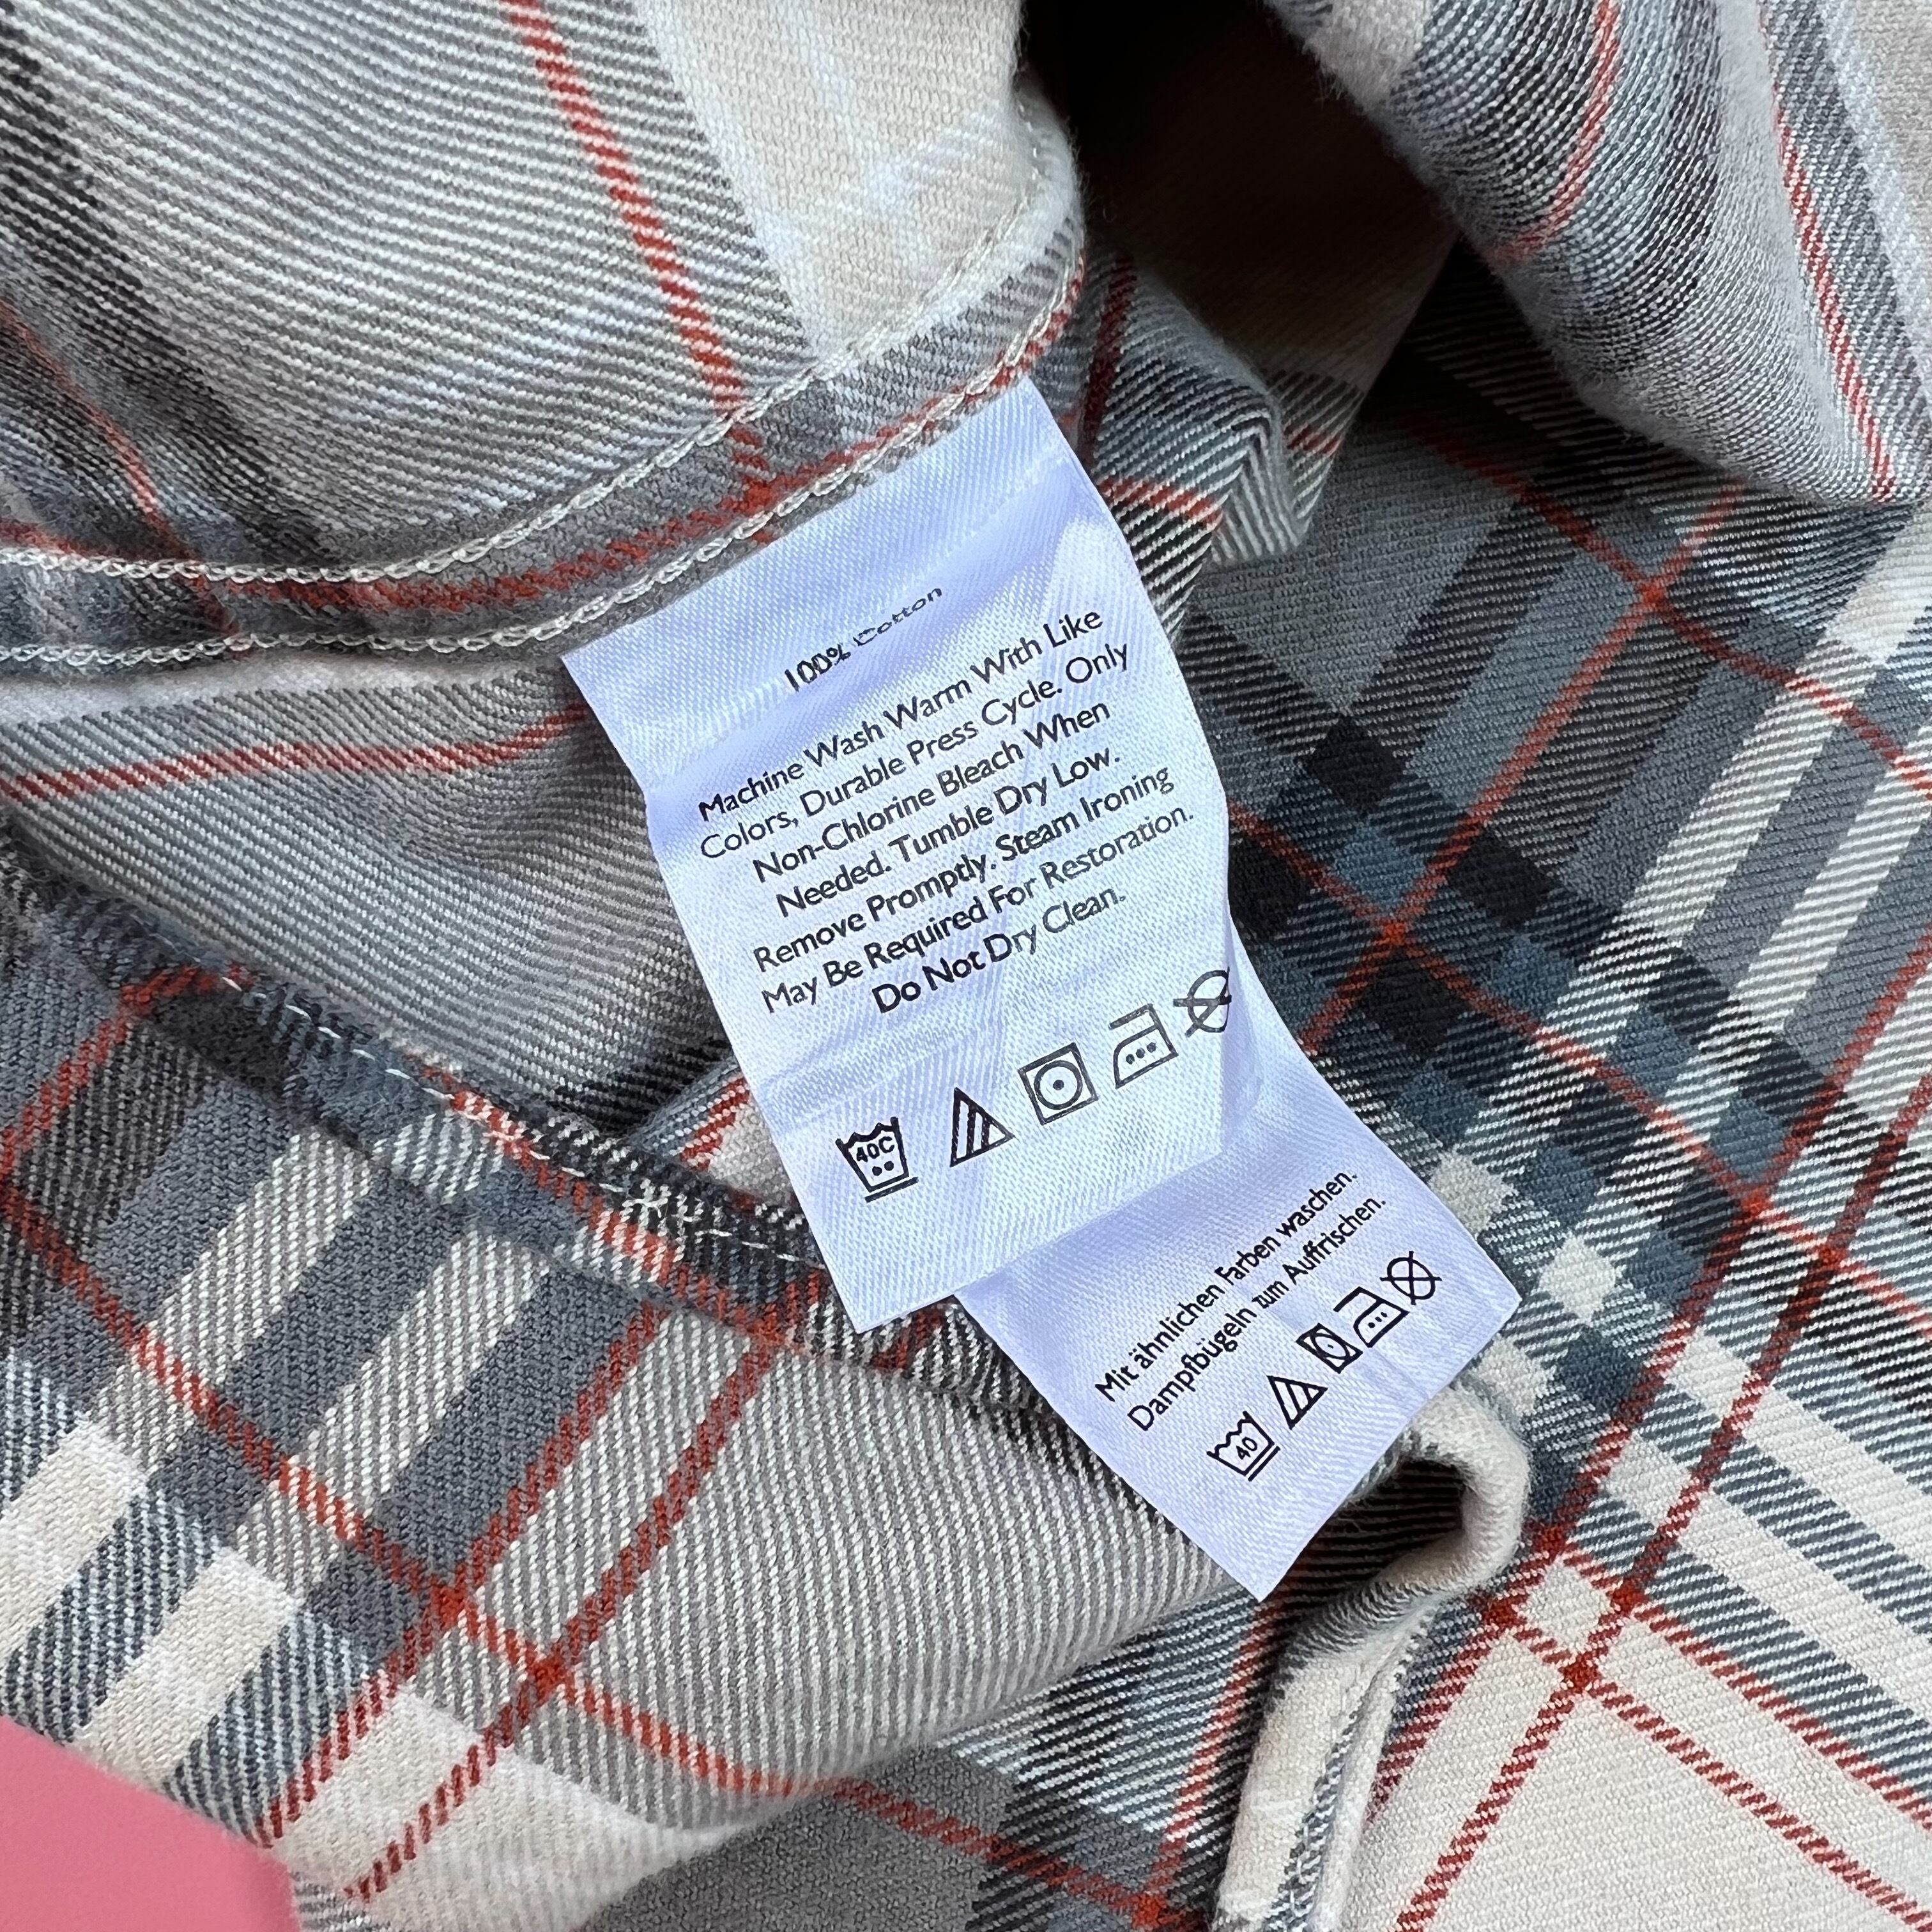 100% Cotton
Machine Wash Warm With Like
Colors, Durable Press Cycle. Only
Non-Chlorine Bleach When
Needed. Tumble Dry Low.
Remove Promptly. Steam Ironing
May Be Required For Restoration.
Do Not Dry Clean.
40C
Mit ähnlichen Farben waschen.
Dampfbügeln zum Auffrischen.
40